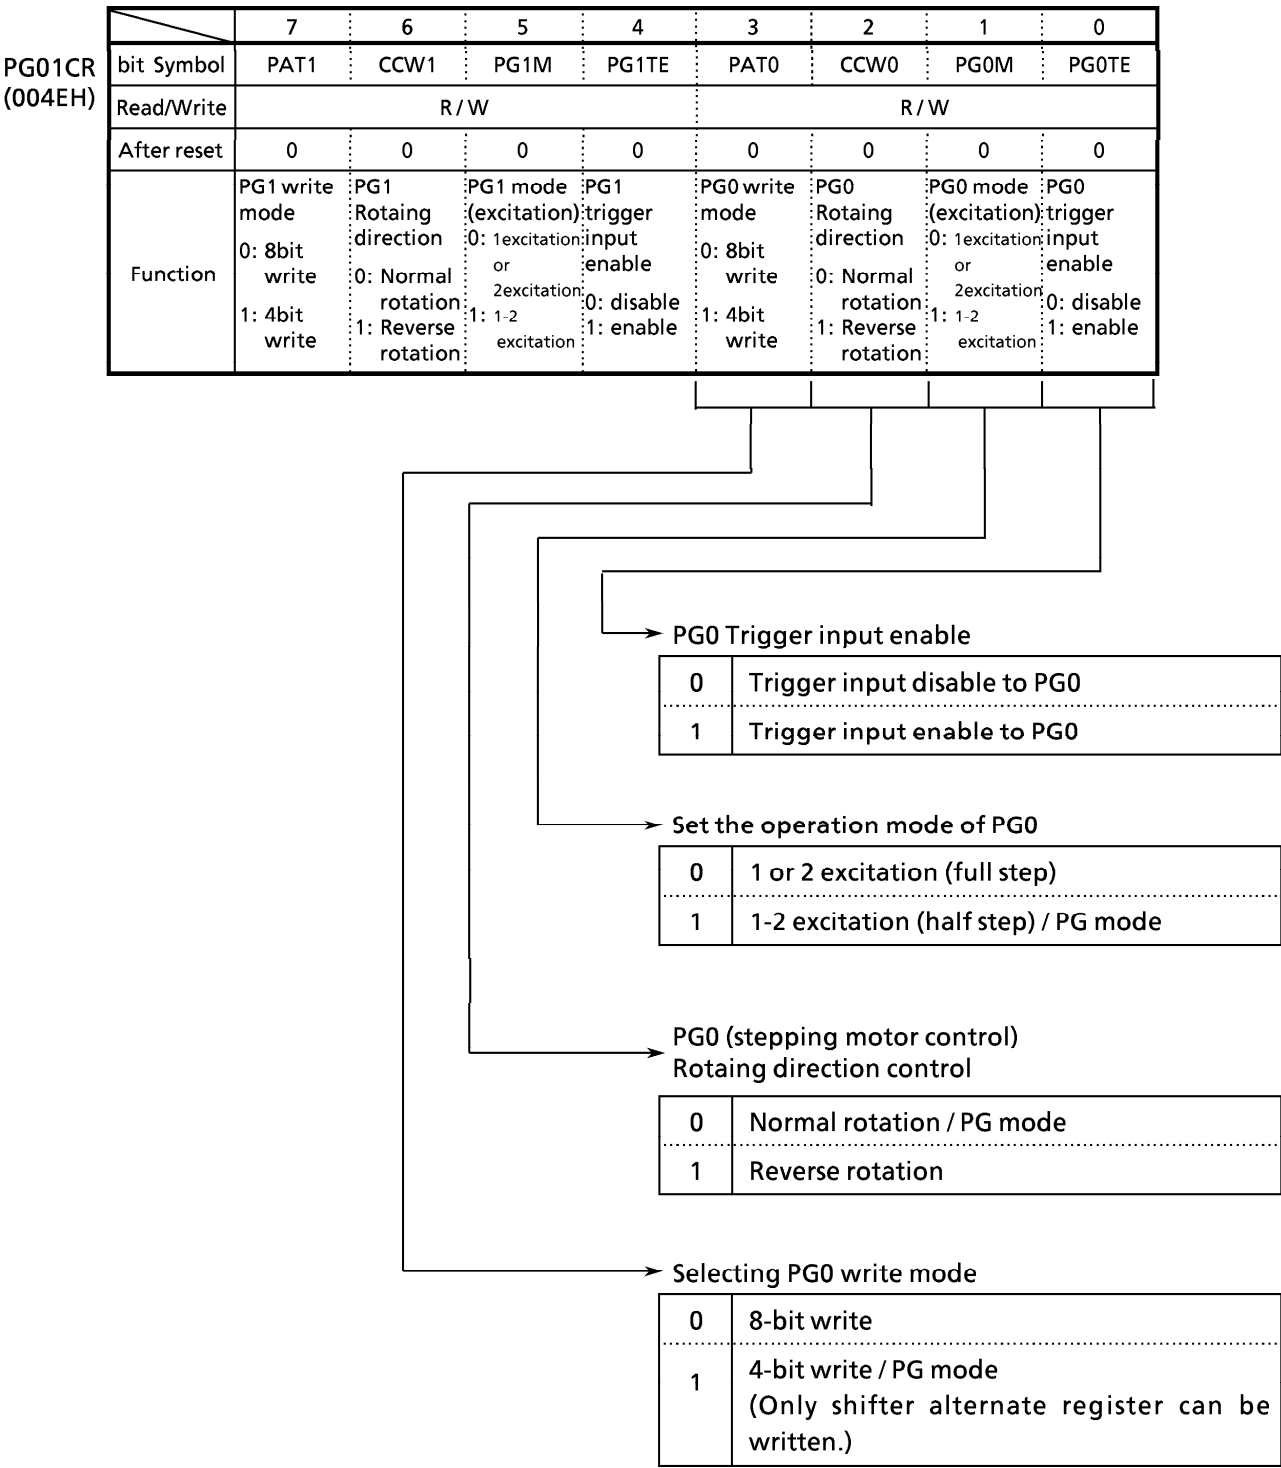 7 6 5 4 3 2 1 0
PG01CR
(004EH)
bit Symbol PAT1 CCW1 PG1M PG1TE PAT0 CCW0 PG0M PG0TE
Read/Write R / W R / W
After reset 0 0 0 0 0 0 0 0
Function
PG1 write
mode
0: 8bit
write
1: 4bit
write
PG1
Rotaing
direction
0: Normal
rotation
1: Reverse
rotation
PG1 mode
(excitation)
0: 1excitation
or
2excitation
1: 1-2
excitation
PG1
trigger
input
enable
0: disable
1: enable
PG0 write
mode
0: 8bit
write
1: 4bit
write
PG0
Rotaing
direction
0: Normal
rotation
1: Reverse
rotation
PG0 mode
(excitation)
0: 1excitation
or
2excitation
1: 1-2
excitation
PG0
trigger
input
enable
0: disable
1: enable
PG0 Trigger input enable
0 Trigger input disable to PG0
1 Trigger input enable to PG0
Set the operation mode of PG0
0 1 or 2 excitation (full step)
1 1-2 excitation (half step) / PG mode
PG0 (stepping motor control)
Rotaing direction control
0 Normal rotation / PG mode
1 Reverse rotation
Selecting PG0 write mode
0 8-bit write
1 4-bit write / PG mode
(Only shifter alternate register can be
written.)